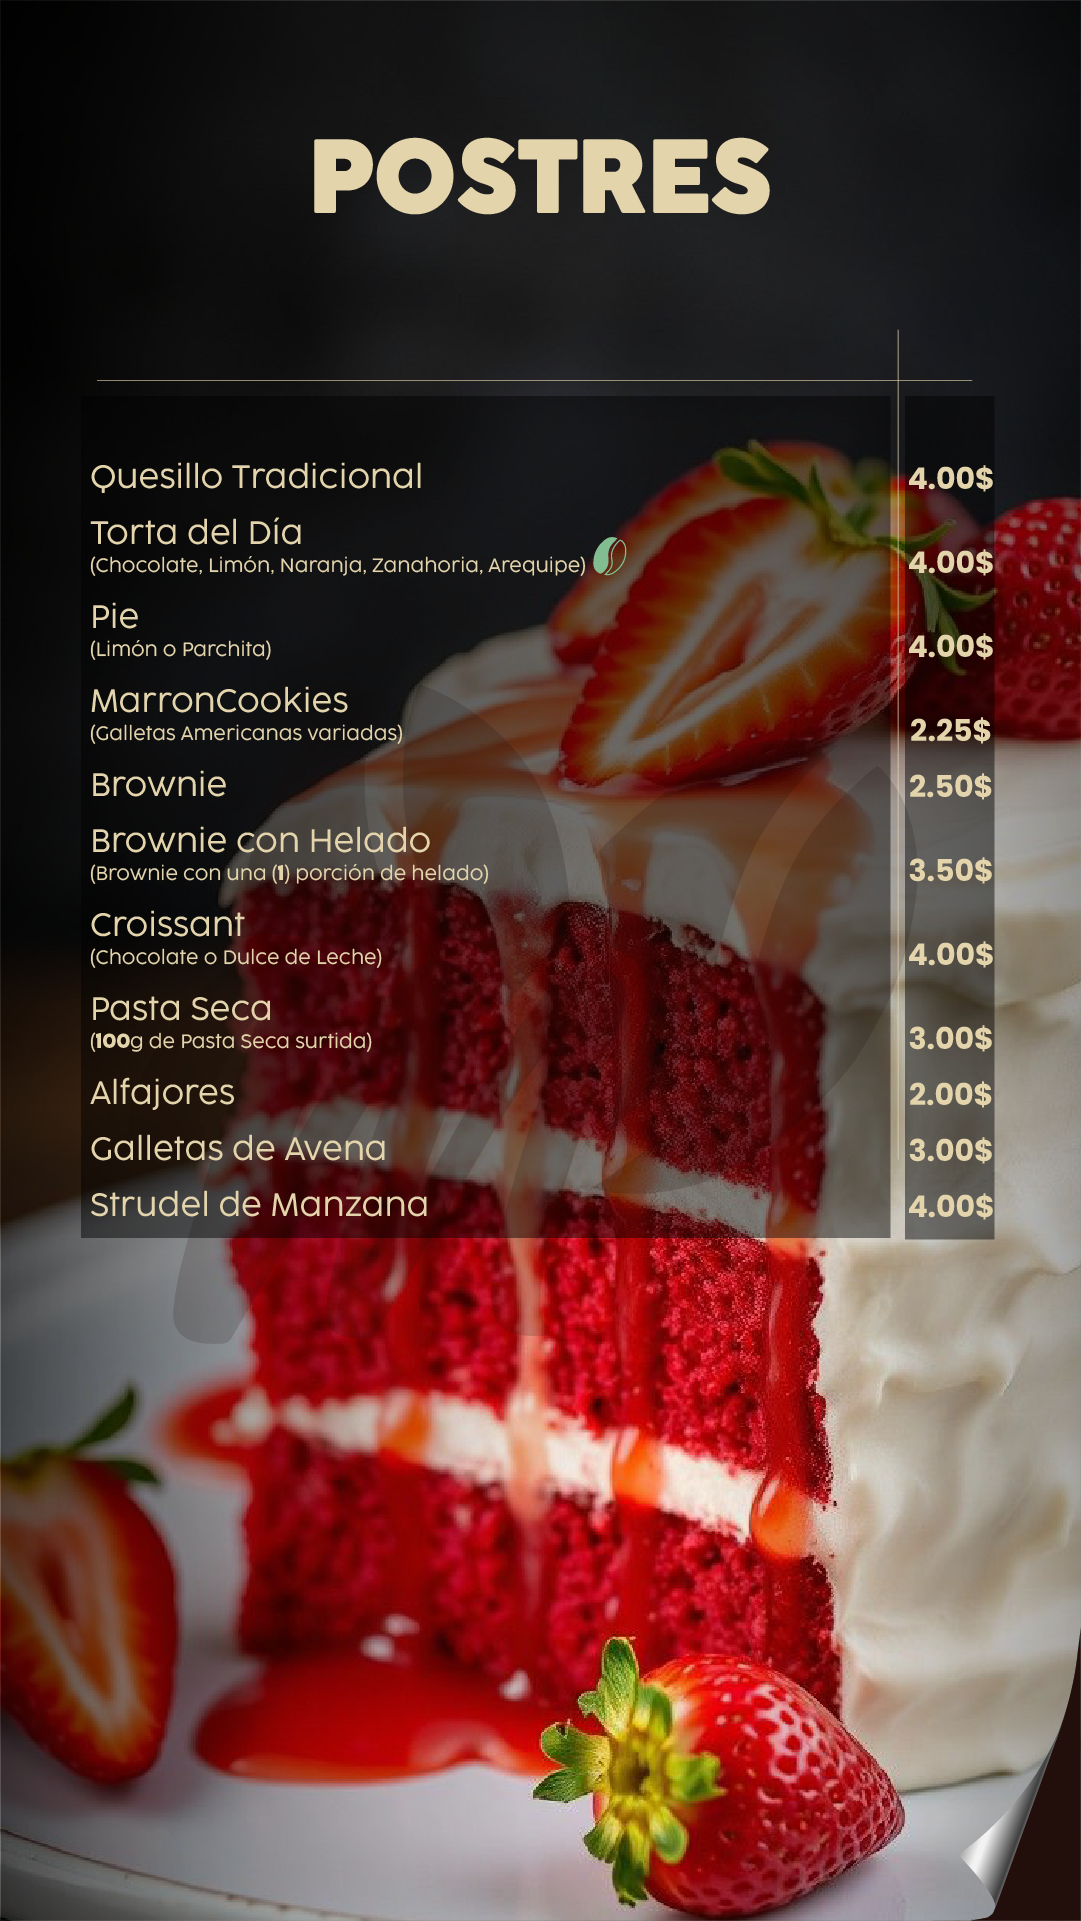 POSTRES
Quesillo Tradicional 4.00$
Torta del Día
(Chocolate, Limón, Naranja, Zanahoria, Arequipe) 4.00$
Pie
(Limón o Parchita) 4.00$
MarronCookies
(Galletas Americanas variadas) 2.25$
Brownie 2.50$
Brownie con Helado
(Brownie con una (1) porción de helado) 3.50$
Croissant
(Chocolate o Dulce de Leche) 4.00$
Pasta Seca
(100g de Pasta Seca surtida) 3.00$
Alfajores 2.00$
Galletas de Avena 3.00$
Strudel de Manzana 4.00$